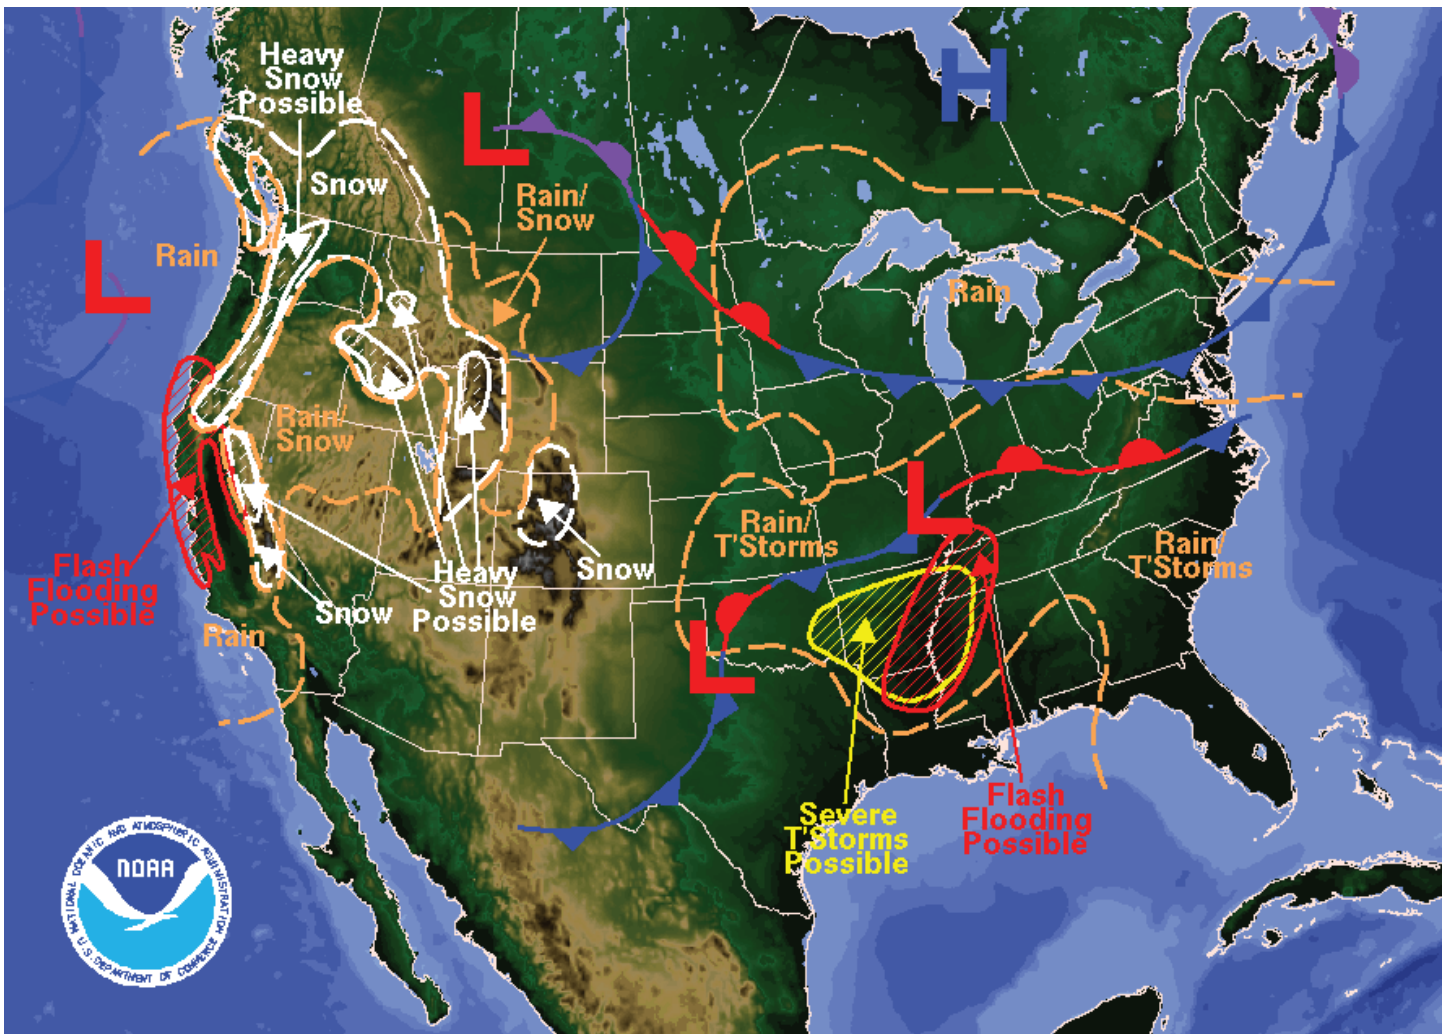 Heavy
Snow
Possible
Snow
Rain/
Snow
H
L
Rain
L
Rain
Rain/
Snow
Rain/
T'Storms
L
Rain/
T'Storms
Flash
Flooding
Possible
Snow
Heavy
Snow
Possible
Snow
Rain
L
Severe
T'Storms
Possible
Flash
Flooding
Possible
NATIONAL OCEANIC AND ATMOSPHERIC ADMINISTRATION
NOAA
U.S. DEPARTMENT OF COMMERCE